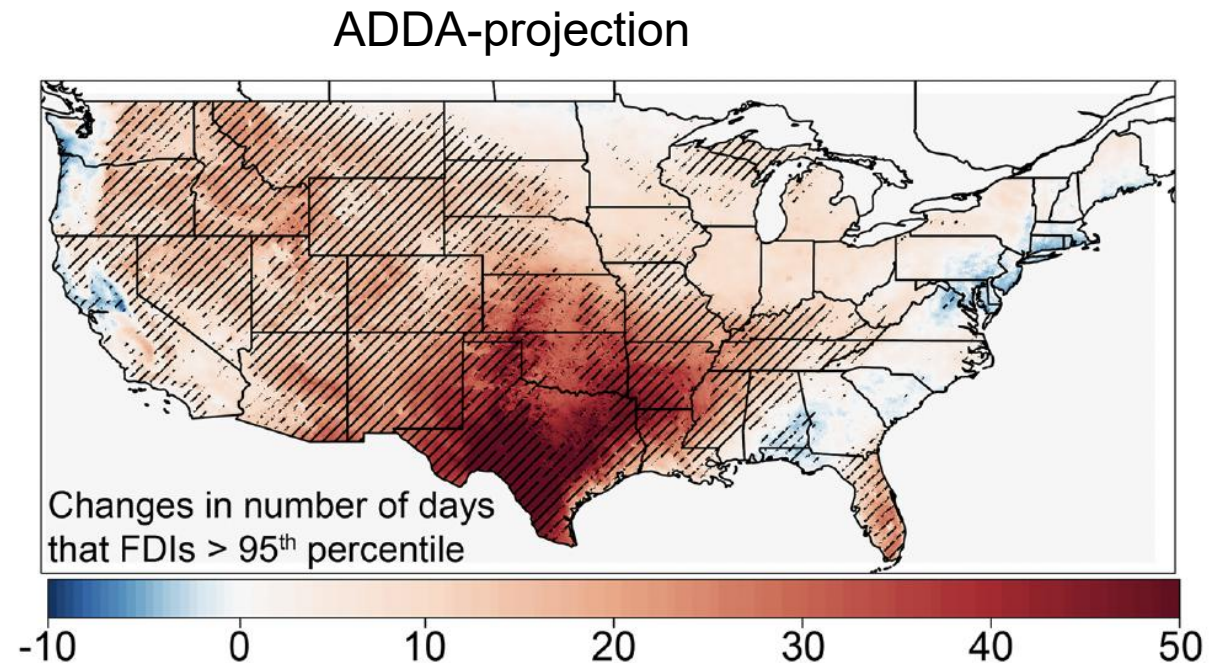 ADDA-projection
Changes in number of days
that FDIs > 95th percentile
-10 0 10 20 30 40 50